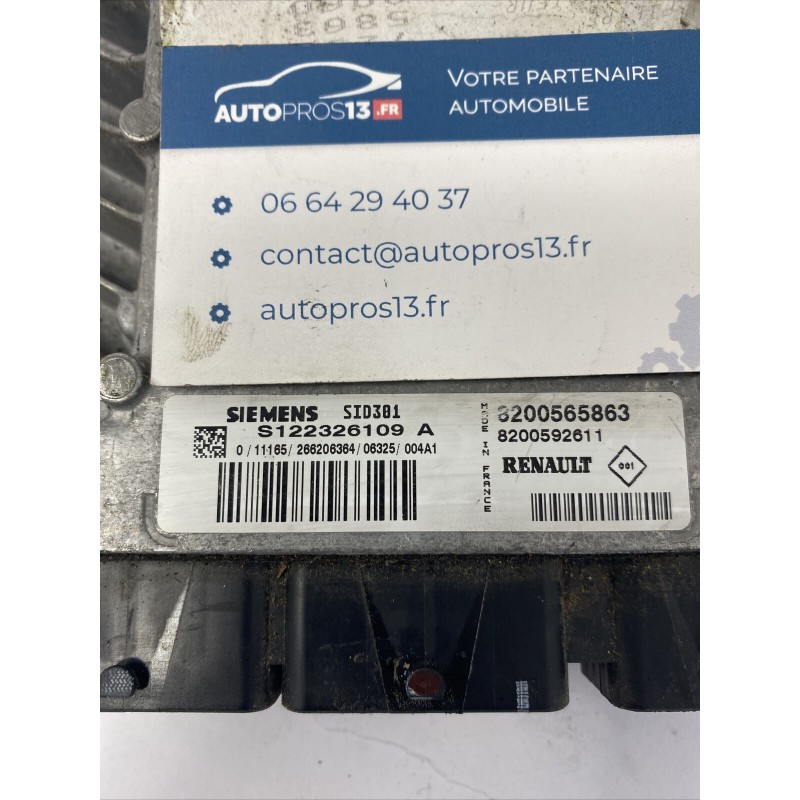 AUTOPROS13.FR
VOTRE PARTENAIRE
AUTOMOBILE
06 64 29 40 37
contact@autopros13.fr
autopros13.fr
SIEMENS SID301
S122326109 A
0/11165/266206364/06325/004A1
MADE IN FRANCE
8200565863
8200592611
RENAULT 001